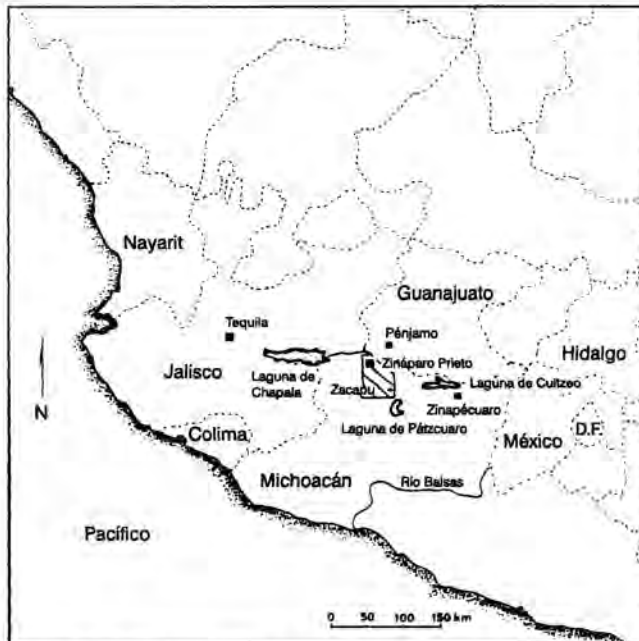 Nayarit
Guanajuato
Tequila
Pénjamo
Hidalgo
Zináparo Prieto
Jalisco
Laguna de
Chapala
Laguna de Cuitzeo
Zacapu
Zinapécuaro
N
Laguna de Pátzcuaro
Colima
México
D.F.
Michoacán
Río Balsas
Pacífico
0 50 100 150 km